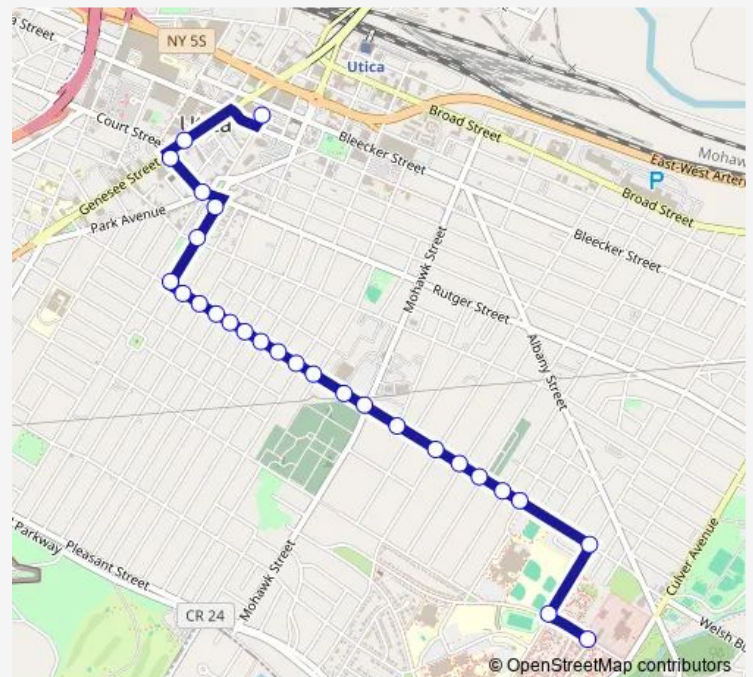 NY 5S
Utica
Street
Court Stree
Utica
Broad Street
Bleecker Street
East-West Arter
Mohaw
P
Genesee Street
Park Avenue
Broad Street
Bleecker Street
Mohawk Street
Rutger Street
Albany Street
Culver Avenue
Parkway
Pleasant Street
Mohawk Street
CR 24
Welsh Bu
© OpenStreetMap contributors